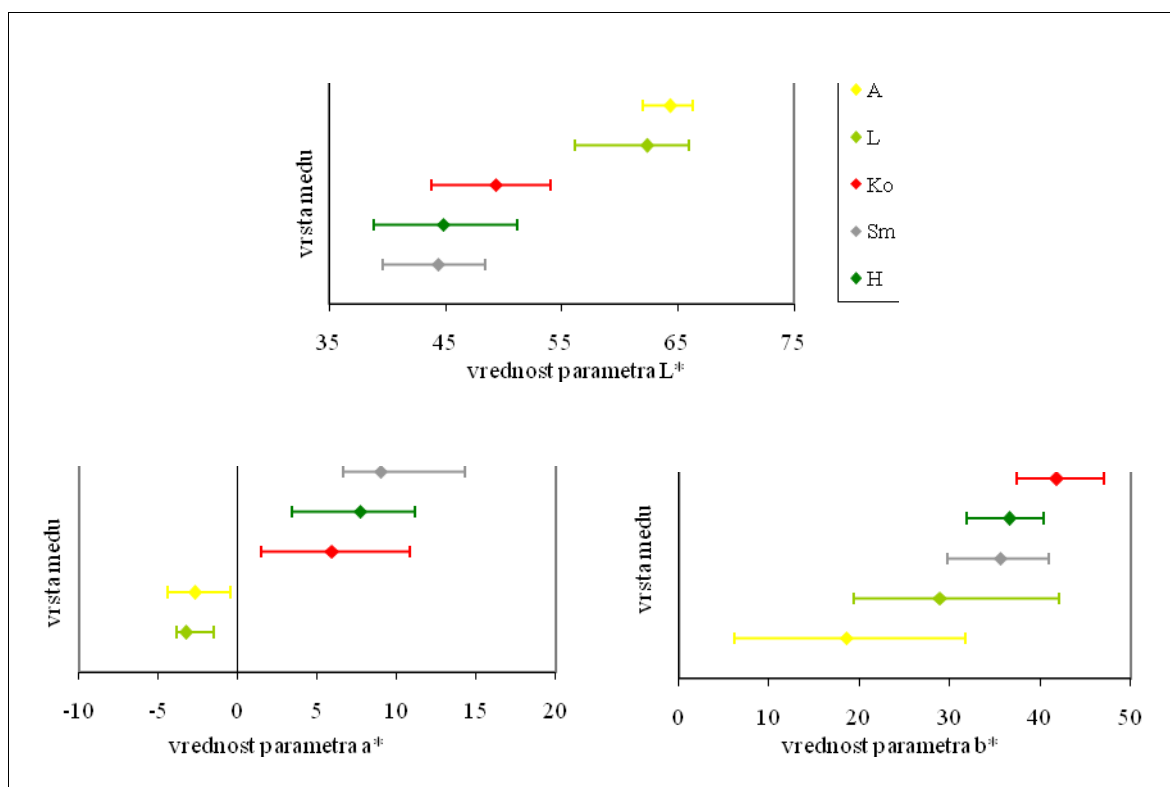 vrsta medu
A
L
Ko
Sm
H
35 45 55 65 75
vrednost parametra L*
vrsta medu
-10 -5 0 5 10 15 20
vrednost parametra a*
vrsta medu
0 10 20 30 40 50
vrednost parametra b*